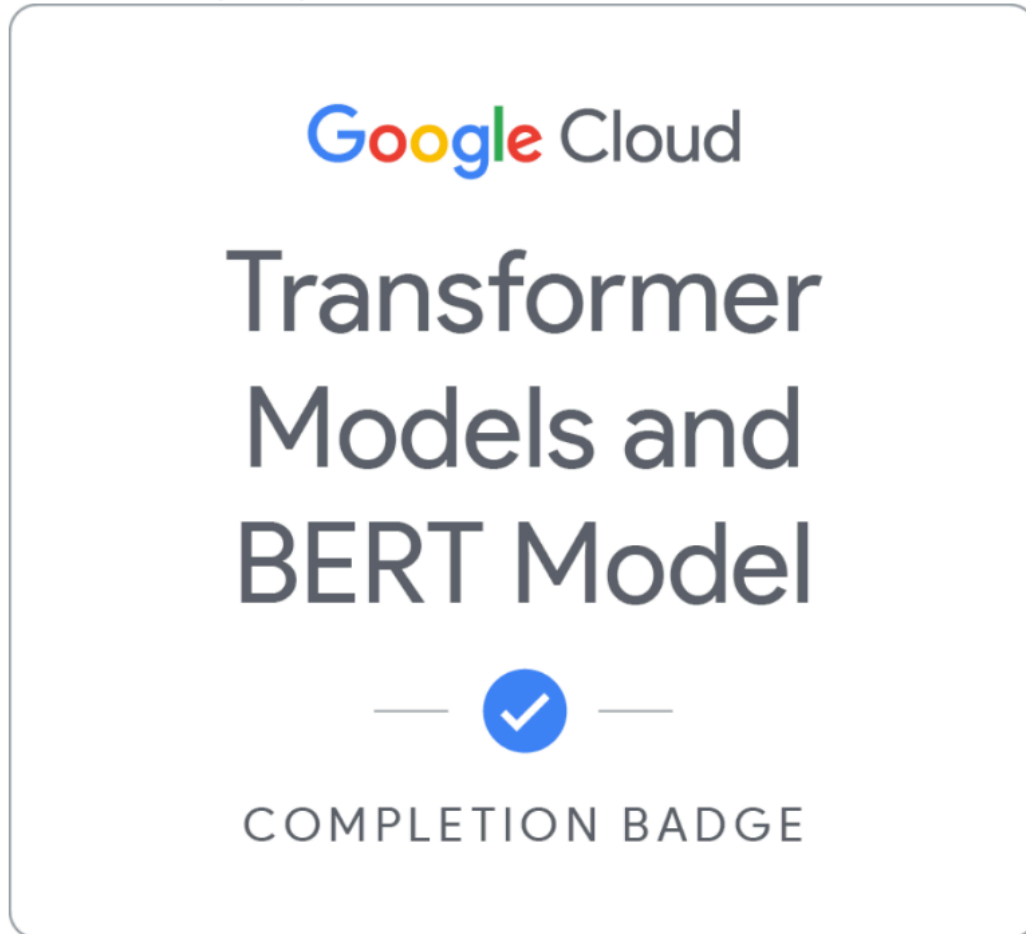 Google Cloud
Transformer
Models and
BERT Model
COMPLETION BADGE